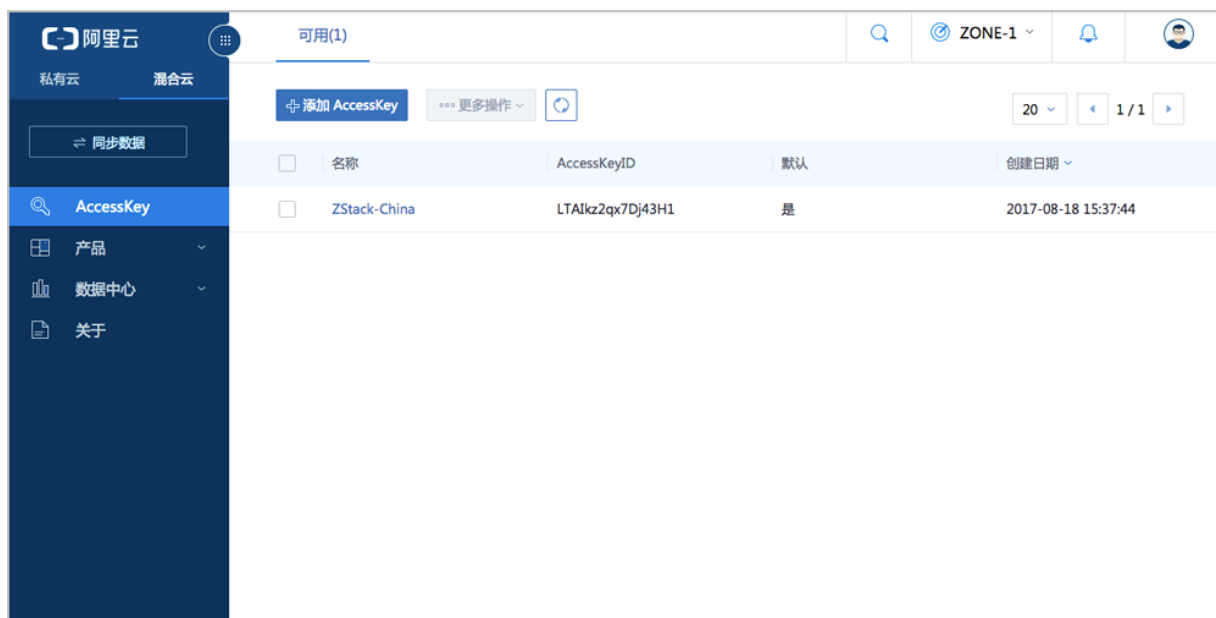 阿里云
可用(1)
ZONE-1
私有云 混合云
添加 AccessKey 更多操作 20 1 / 1
同步数据
名称 AccessKeyID 默认 创建日期
AccessKey
ZStack-China LTAIkz2qx7Dj43H1 是 2017-08-18 15:37:44
产品
数据中心
关于